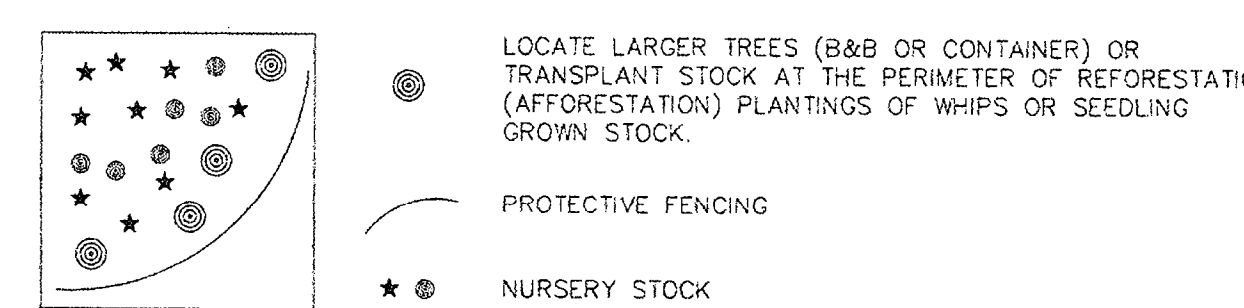 LOCATE LARGER TREES (B&B OR CONTAINER) OR
TRANSPLANT STOCK AT THE PERIMETER OF REFORESTATI
(AFFORESTATION) PLANTINGS OF WHIPS OR SEEDLING
GROWN STOCK.
PROTECTIVE FENCING
NURSERY STOCK